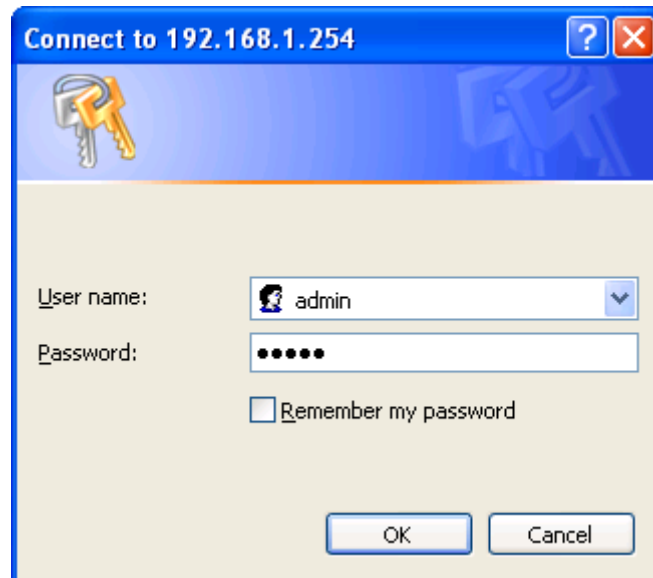 Connect to 192.168.1.254
User name:
admin
Password:
•••••
Remember my password
OK
Cancel